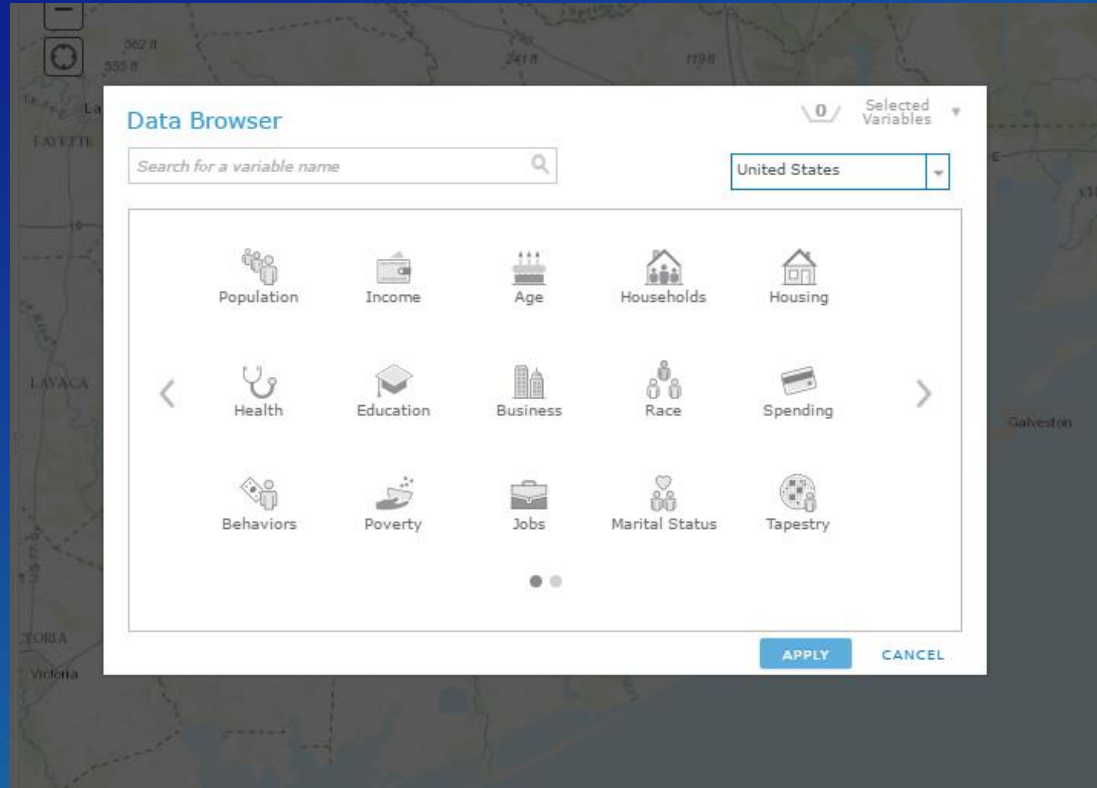 562 ft
555 ft
241 ft
119 ft
La
FAYETTE
E
10
LAVACA
Galveston
Victoria
Data Browser
0
Selected
Variables
Search for a variable name
United States
Population
Income
Age
Households
Housing
Health
Education
Business
Race
Spending
Behaviors
Poverty
Jobs
Marital Status
Tapestry
APPLY
CANCEL